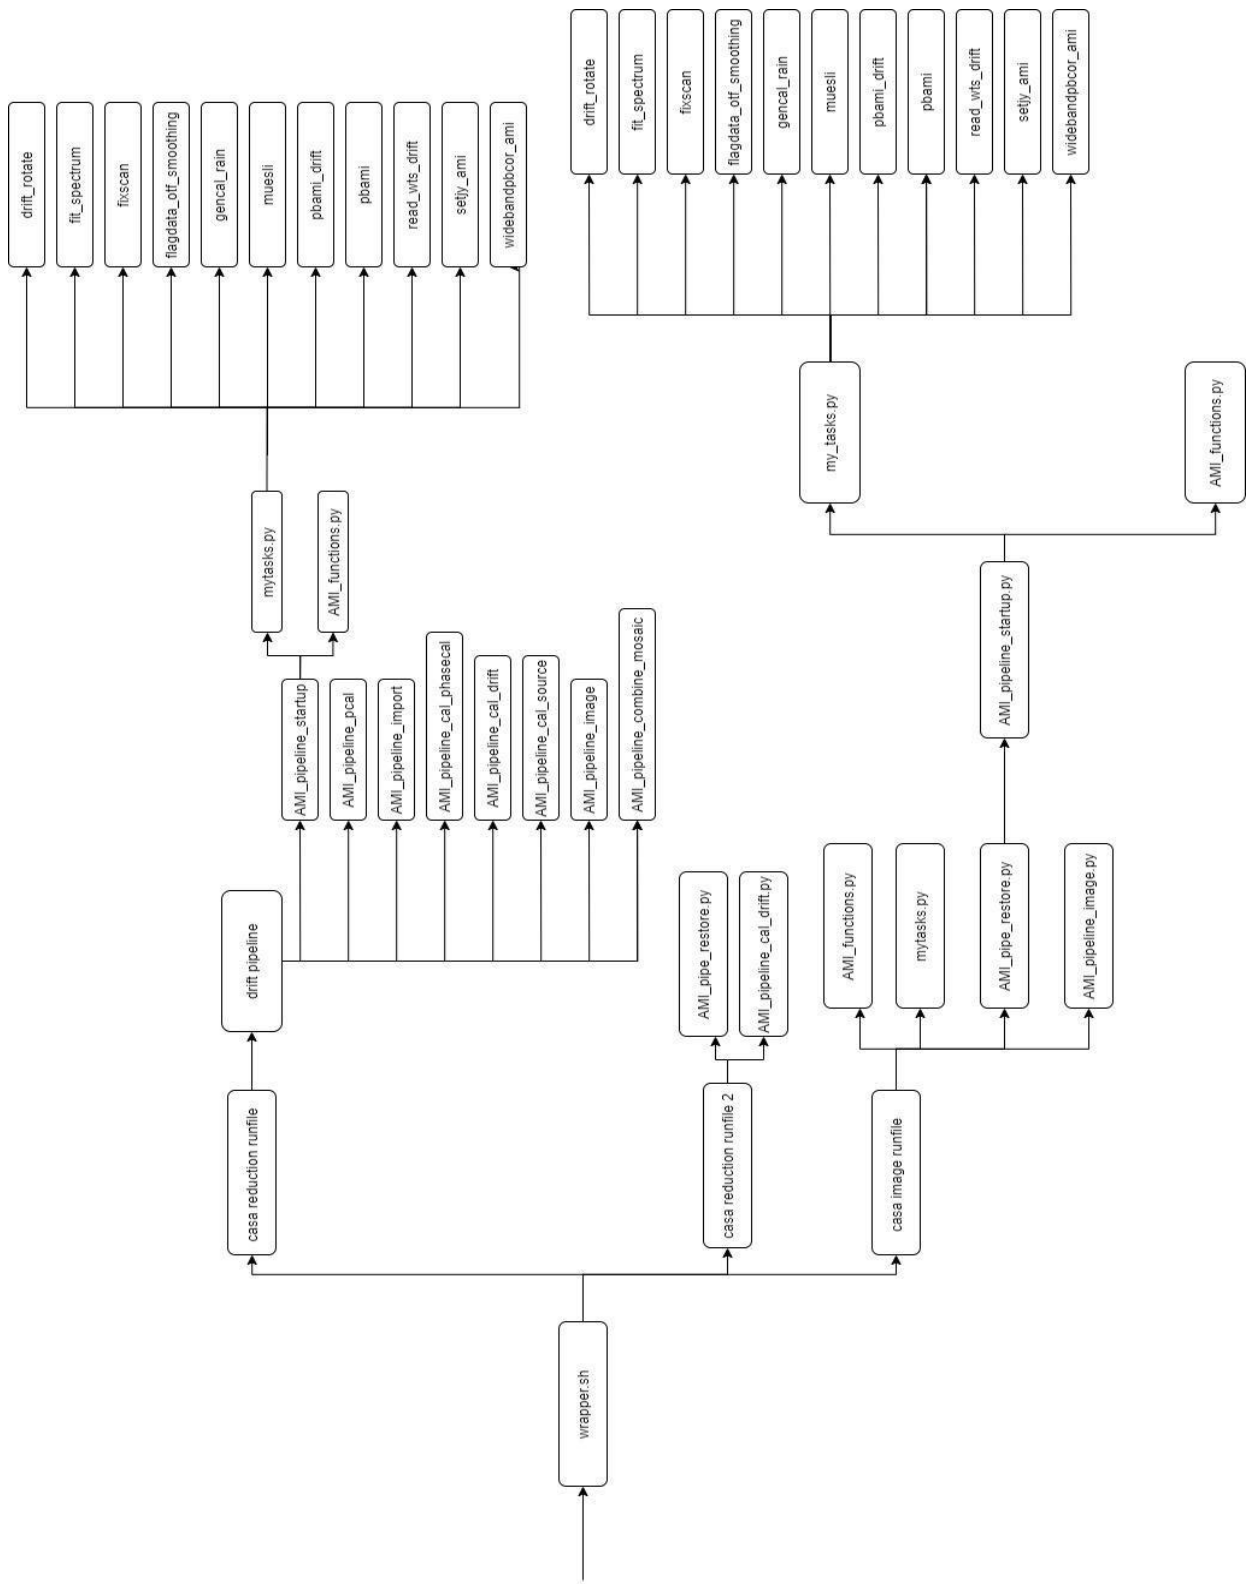 drift_rotate
fit_spectrum
fixscan
flagdata_otf_smoothing
gencal_rain
muesli
pbami_drift
pbami
read_wts_drift
setjy_ami
widebandpbcor_ami
drift_rotate
fit_spectrum
fixscan
flagdata_otf_smoothing
gencal_rain
muesli
pbami_drift
pbami
read_wts_drift
setjy_ami
widebandpbcor_ami
mytasks.py
AMI_functions.py
my_tasks.py
AMI_functions.py
AMI_pipeline_startup
AMI_pipeline_pcal
AMI_pipeline_import
AMI_pipeline_cal_phasecal
AMI_pipeline_cal_drift
AMI_pipeline_cal_source
AMI_pipeline_image
AMI_pipeline_combine_mosaic
AMI_pipeline_startup.py
drift pipeline
AMI_pipe_restore.py
AMI_pipeline_cal_drift.py
AMI_functions.py
mytasks.py
AMI_pipe_restore.py
AMI_pipeline_image.py
casa reduction runfile
casa reduction runfile 2
casa image runfile
wrapper.sh